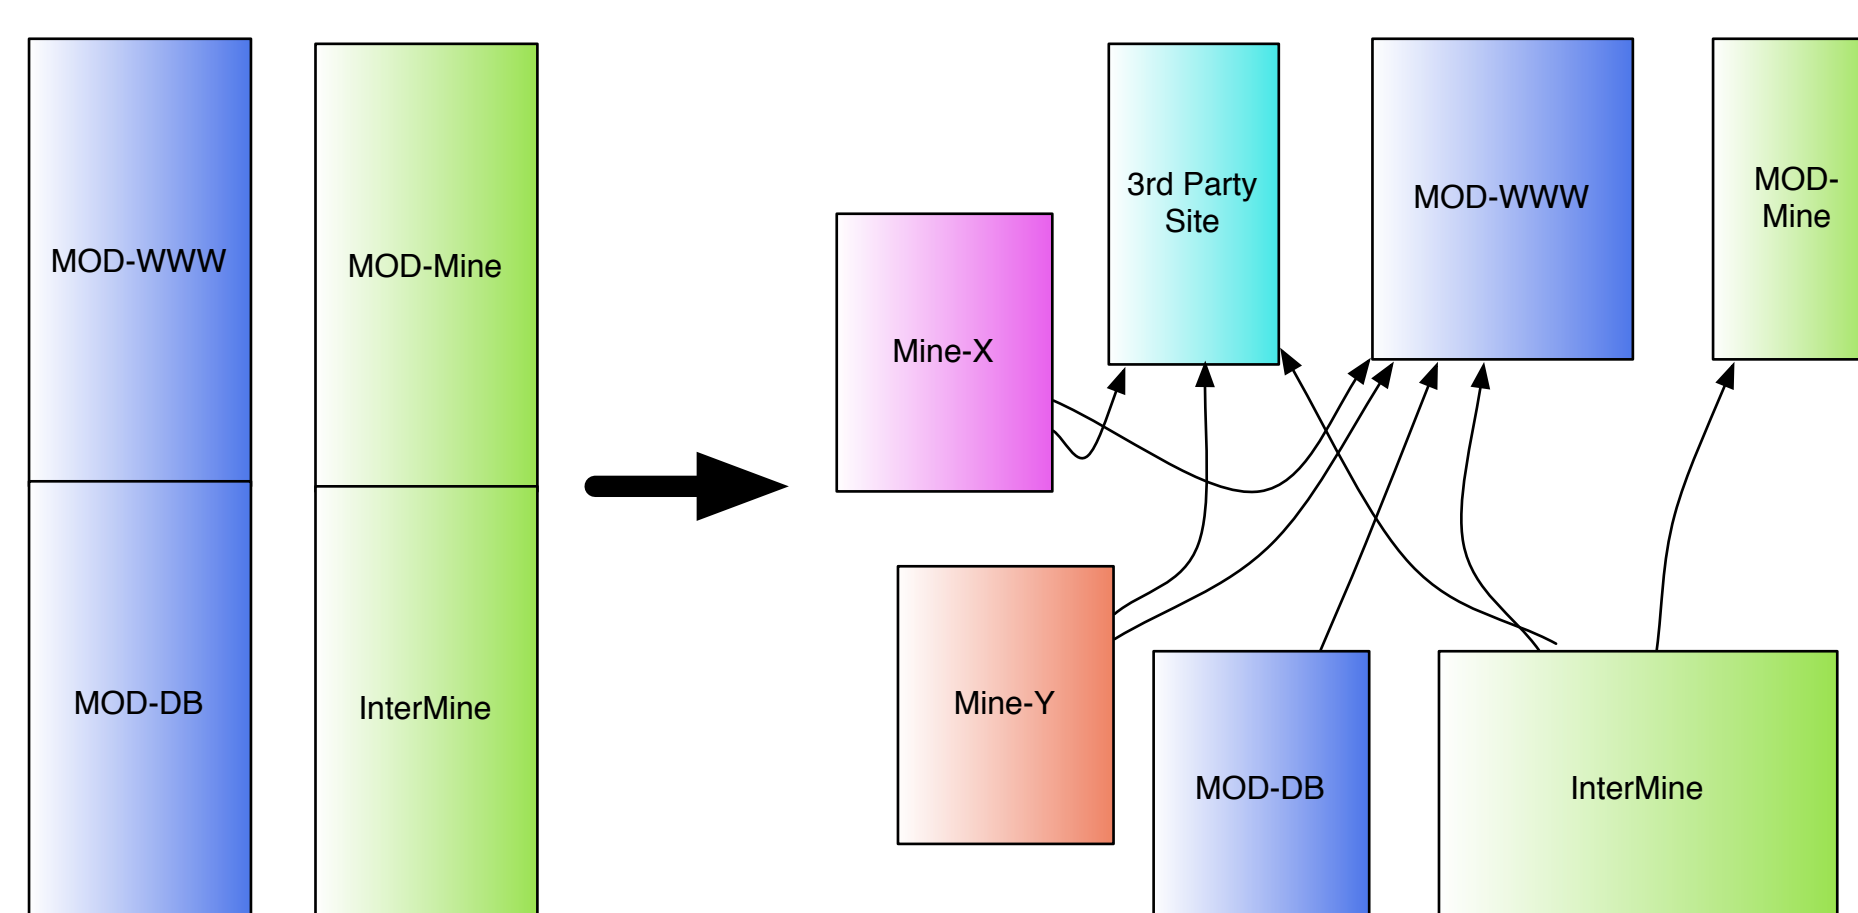 MOD-WWW
MOD-Mine
MOD-DB
InterMine
3rd Party
Site
MOD-WWW
MOD-
Mine
Mine-X
Mine-Y
MOD-DB
InterMine